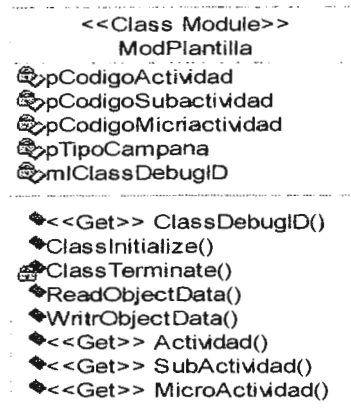 <<Class Module>>
ModPlantilla
pCodigoActividad
pCodigoSubactividad
pCodigoMicriactividad
pTipoCampana
mlClassDebugID
<<Get>> ClassDebugID()
ClassInitialize()
ClassTerminate()
ReadObjectData()
WritrObjectData()
<<Get>> Actividad()
<<Get>> SubActividad()
<<Get>> MicroActividad()